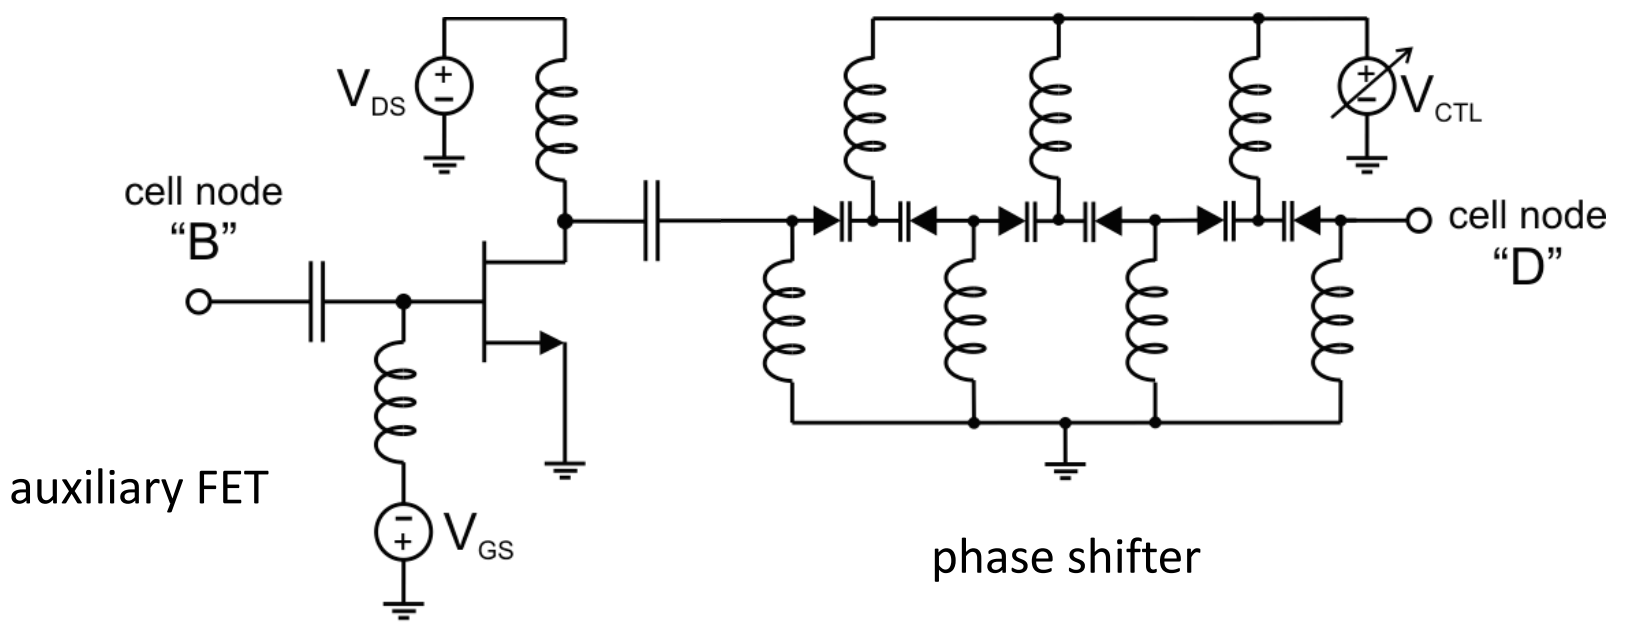 V_DS
+
−
+
−
V_CTL
cell node
“B”
cell node
“D”
auxiliary FET
−
+
V_GS
phase shifter